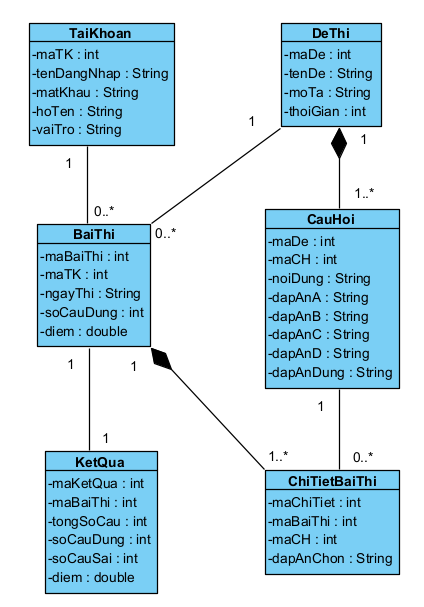 TaiKhoan
-maTK : int
-tenDangNhap : String
-matKhau : String
-hoTen : String
-vaiTro : String
DeThi
-maDe : int
-tenDe : String
-moTa : String
-thoiGian : int
1
1
1
0..*
0..*
1..*
BaiThi
-maBaiThi : int
-maTK : int
-ngayThi : String
-soCauDung : int
-diem : double
CauHoi
-maDe : int
-maCH : int
-noiDung : String
-dapAnA : String
-dapAnB : String
-dapAnC : String
-dapAnD : String
-dapAnDung : String
1
1
1
1
1..*
0..*
KetQua
-maKetQua : int
-maBaiThi : int
-tongSoCau : int
-soCauDung : int
-soCauSai : int
-diem : double
ChiTietBaiThi
-maChiTiet : int
-maBaiThi : int
-maCH : int
-dapAnChon : String